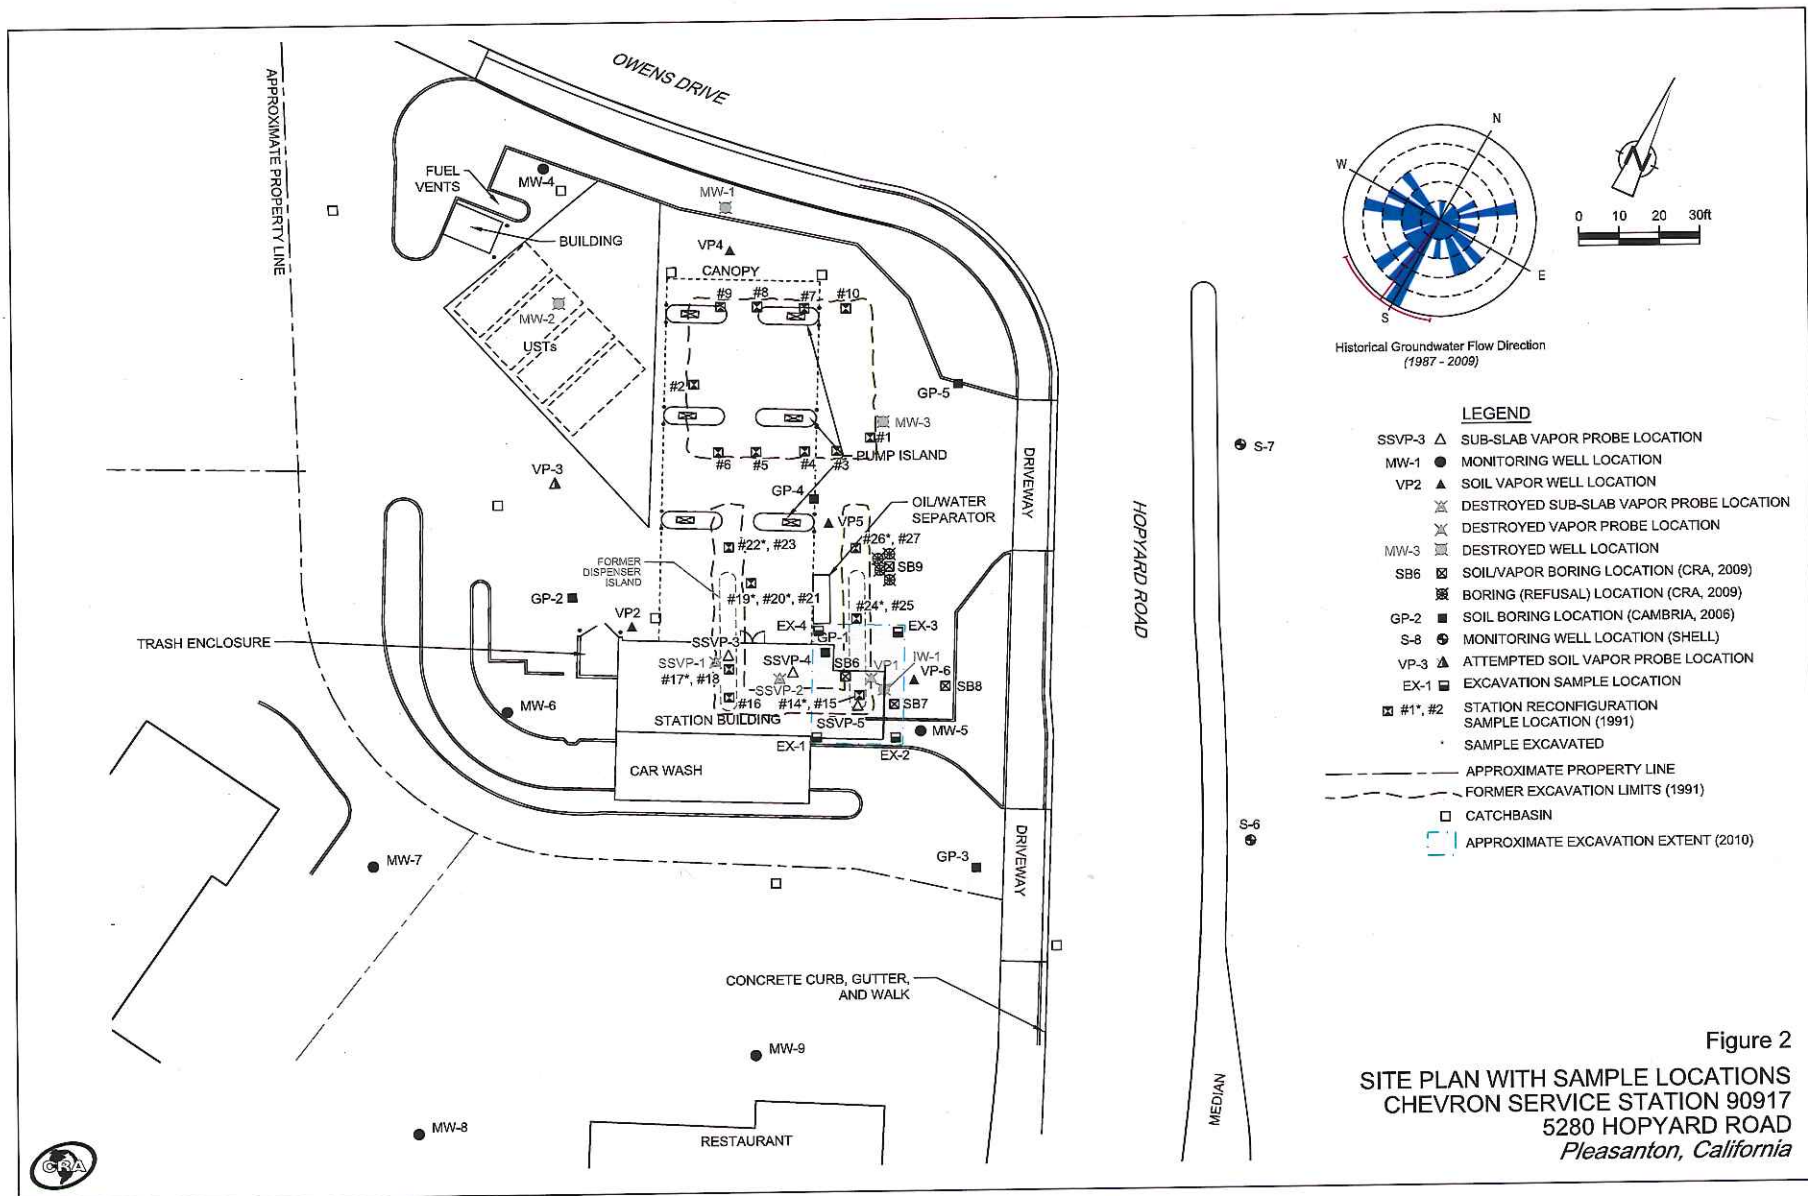 OWENS DRIVE
APPROXIMATE PROPERTY LINE
FUEL
VENTS
MW-4
MW-1
BUILDING
VP4
CANOPY
MW-2
USTs
#9
#8
#7
#10
#2
GP-5
MW-3
#1
#6
#5
#4
#3
PUMP ISLAND
VP-3
GP-4
OIL/WATER
SEPARATOR
VP5
#22*, #23
#26*, #27
SB9
FORMER
DISPENSER
ISLAND
#19*, #20*, #21
#24*, #25
GP-2
VP2
TRASH ENCLOSURE
EX-4
EX-3
GP-1
SSVP-3
SSVP-1
SSVP-4
SB6
VP1
IW-1
VP-6
#17*, #18
SSVP-2
SB8
#16
#14*, #15
SB7
STATION BUILDING
SSVP-5
MW-6
MW-5
EX-1
EX-2
CAR WASH
MW-7
GP-3
DRIVEWAY
DRIVEWAY
HOPYARD ROAD
S-7
S-6
CONCRETE CURB, GUTTER,
AND WALK
MW-9
MW-8
RESTAURANT
MEDIAN
CRA
N
W
E
S
N
0 10 20 30ft
Historical Groundwater Flow Direction
(1987 - 2009)
LEGEND
SSVP-3 SUB-SLAB VAPOR PROBE LOCATION
MW-1 MONITORING WELL LOCATION
VP2 SOIL VAPOR WELL LOCATION
DESTROYED SUB-SLAB VAPOR PROBE LOCATION
DESTROYED VAPOR PROBE LOCATION
MW-3 DESTROYED WELL LOCATION
SB6 SOIL/VAPOR BORING LOCATION (CRA, 2009)
BORING (REFUSAL) LOCATION (CRA, 2009)
GP-2 SOIL BORING LOCATION (CAMBRIA, 2006)
S-8 MONITORING WELL LOCATION (SHELL)
VP-3 ATTEMPTED SOIL VAPOR PROBE LOCATION
EX-1 EXCAVATION SAMPLE LOCATION
#1*, #2 STATION RECONFIGURATION
SAMPLE LOCATION (1991)
* SAMPLE EXCAVATED
APPROXIMATE PROPERTY LINE
FORMER EXCAVATION LIMITS (1991)
CATCHBASIN
APPROXIMATE EXCAVATION EXTENT (2010)
Figure 2
SITE PLAN WITH SAMPLE LOCATIONS
CHEVRON SERVICE STATION 90917
5280 HOPYARD ROAD
Pleasanton, California